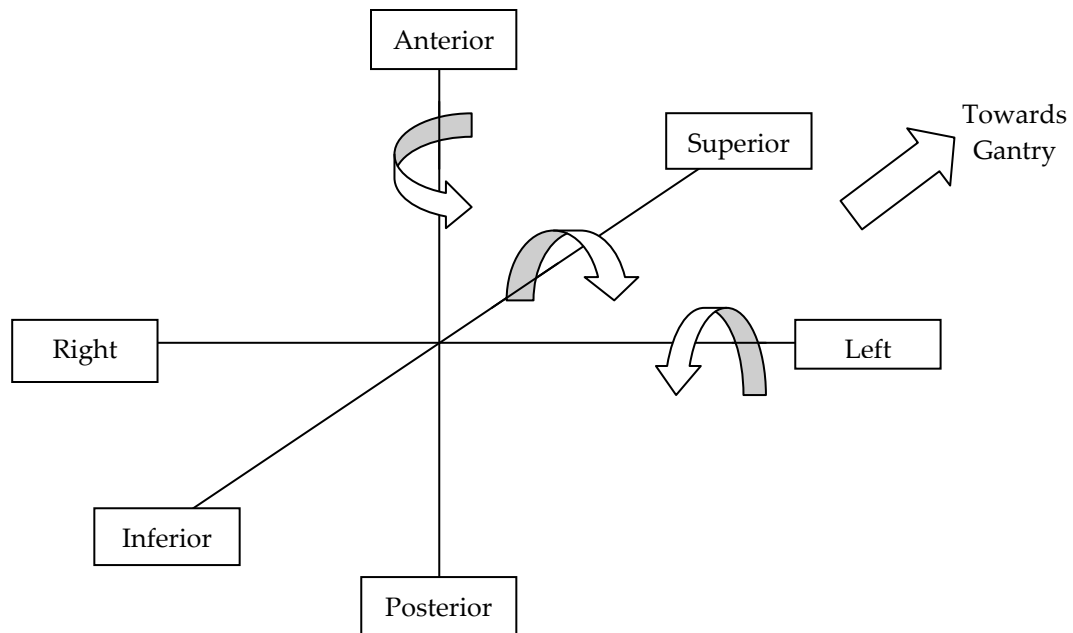 Anterior
Superior
Towards
Gantry
Right
Left
Inferior
Posterior